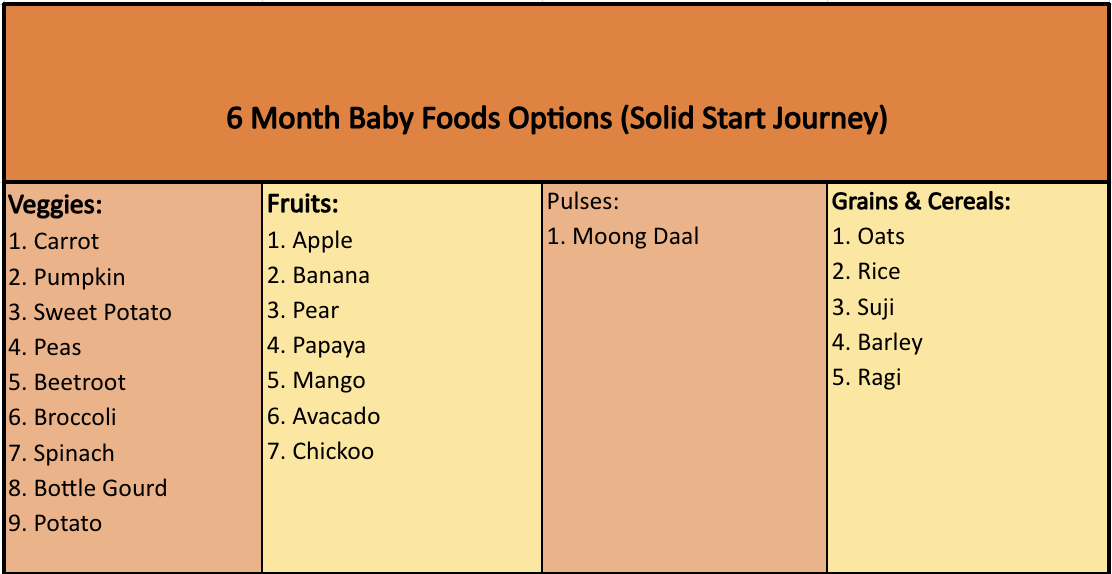 6 Month Baby Foods Options (Solid Start Journey)
Veggies:
1. Carrot
2. Pumpkin
3. Sweet Potato
4. Peas
5. Beetroot
6. Broccoli
7. Spinach
8. Bottle Gourd
9. Potato
Fruits:
1. Apple
2. Banana
3. Pear
4. Papaya
5. Mango
6. Avacado
7. Chickoo
Pulses:
1. Moong Daal
Grains & Cereals:
1. Oats
2. Rice
3. Suji
4. Barley
5. Ragi